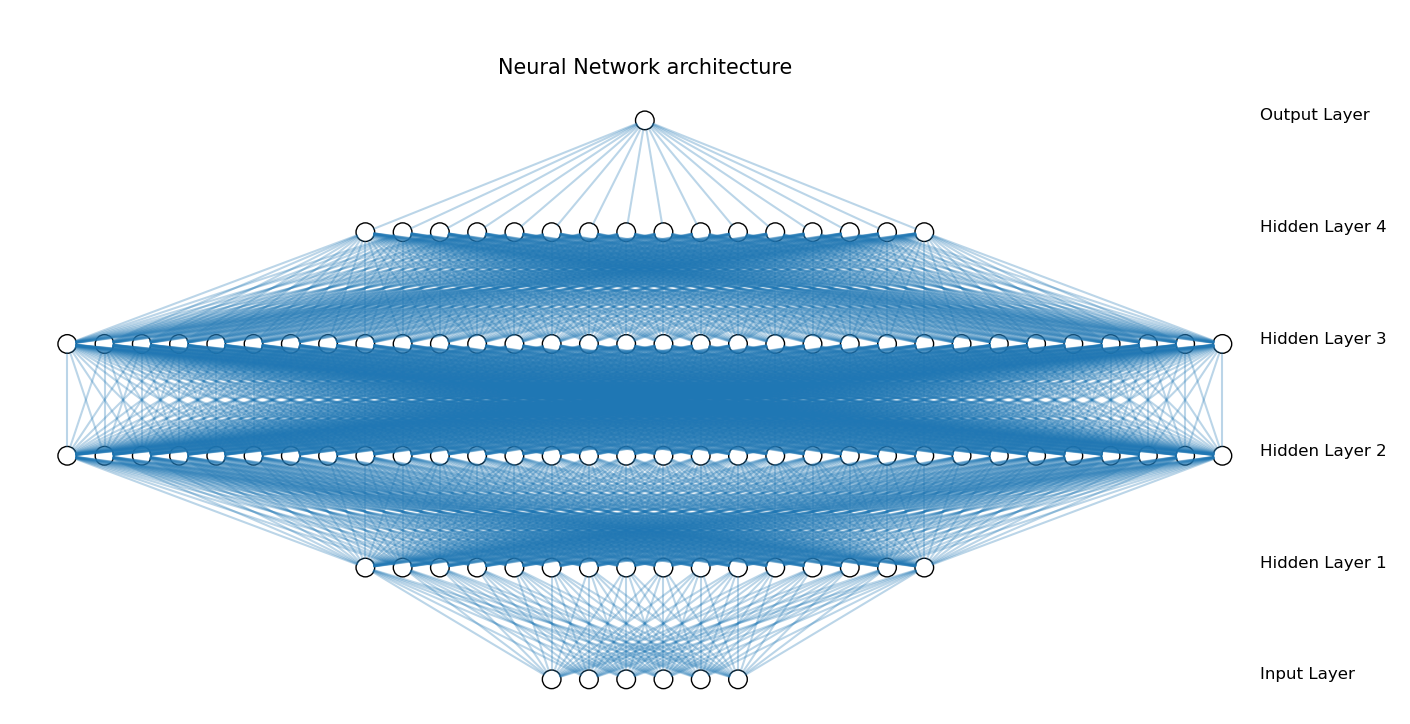 Neural Network architecture
Output Layer
Hidden Layer 4
Hidden Layer 3
Hidden Layer 2
Hidden Layer 1
Input Layer